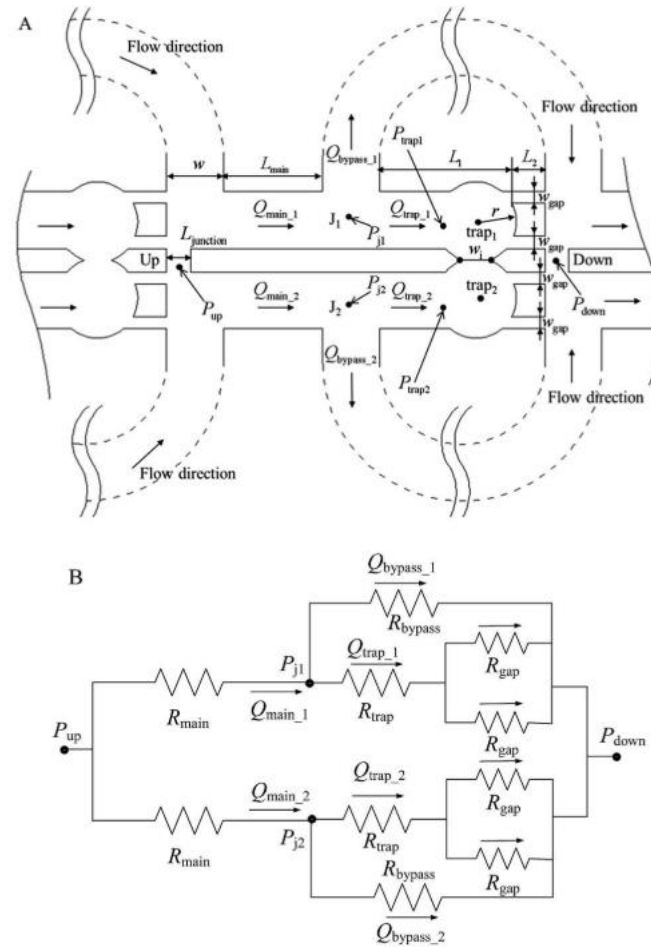 A
Flow direction
Flow direction
P_trap1
Q_bypass_1
L_1
L_2
w
L_main
w_gap
Q_main_1
J_1
Q_trap_1
trap_1
r
L_junction
P_j1
w_gap
Up
w_i
Down
w_gap
P_up
Q_main_2
P_j2
J_2
Q_trap_2
trap_2
P_down
w_gap
Q_bypass_2
P_trap2
Flow direction
Flow direction
B
Q_bypass_1
R_bypass
Q_trap_1
R_gap
P_j1
R_trap
R_main
Q_main_1
R_gap
P_up
P_down
Q_main_2
Q_trap_2
R_gap
P_j2
R_trap
R_main
R_bypass
R_gap
Q_bypass_2